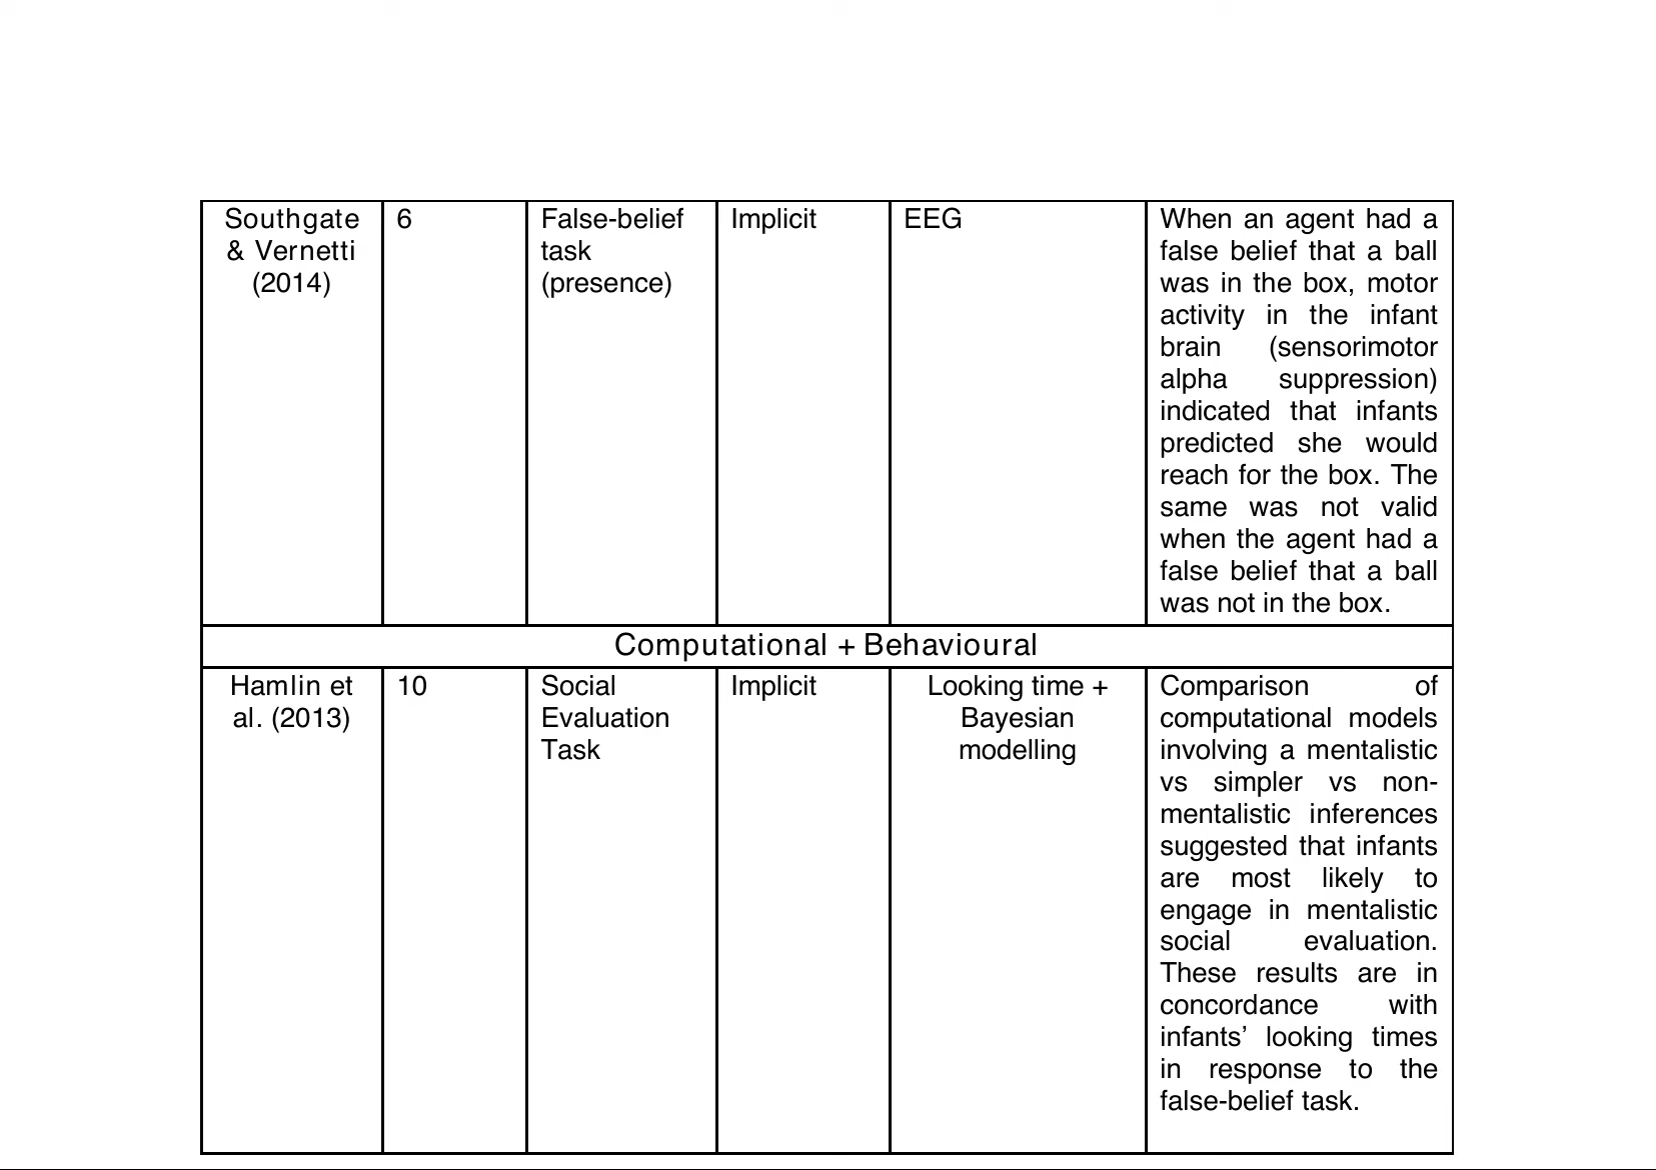 Southgate
& Vernetti
(2014)
6
False-belief
task
(presence)
Implicit
EEG
When an agent had a
false belief that a ball
was in the box, motor
activity in the infant
brain (sensorimotor
alpha suppression)
indicated that infants
predicted she would
reach for the box. The
same was not valid
when the agent had a
false belief that a ball
was not in the box.
Computational + Behavioural
Hamlin et
al. (2013)
10
Social
Evaluation
Task
Implicit
Looking time +
Bayesian
modelling
Comparison of
computational models
involving a mentalistic
vs simpler vs non-
mentalistic inferences
suggested that infants
are most likely to
engage in mentalistic
social evaluation.
These results are in
concordance with
infants’ looking times
in response to the
false-belief task.